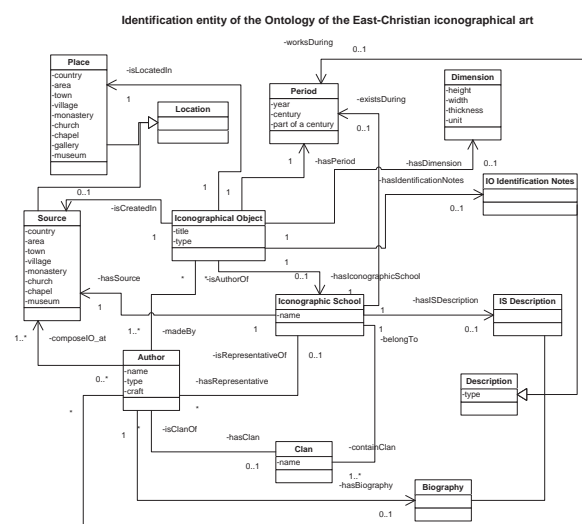 Identification entity of the Ontology of the East-Christian iconographical art
-worksDuring
0..1
Place
-country
-area
-town
-village
-monastery
-church
-chapel
-gallery
-museum
-isLocatedIn
1
Location
Period
-year
-century
-part of a century
-existsDuring
0..1
Dimension
-height
-width
-thickness
-unit
1
-hasPeriod
-hasDimension
0..1
-hasIdentificationNotes
IO Identification Notes
0..1
0..1
1
1
Source
-country
-area
-town
-village
-monastery
-church
-chapel
-museum
-isCreatedIn
1
Iconographical Object
-title
-type
1
1
1
-hasSource
*
*
-isAuthorOf
0..1
-hasIconographicSchool
1
Iconographic School
-name
1
1
1
-hasISDescription
0..1
IS Description
1..*
-composeIO_at
1..*
-madeBy
1
-belongTo
-isRepresentativeOf
0..1
Author
-name
-type
-craft
0..*
-hasRepresentative
*
*
Description
-type
1
*
-isClanOf
-hasClan
0..1
Clan
-name
-containClan
1..*
-hasBiography
0..1
Biography